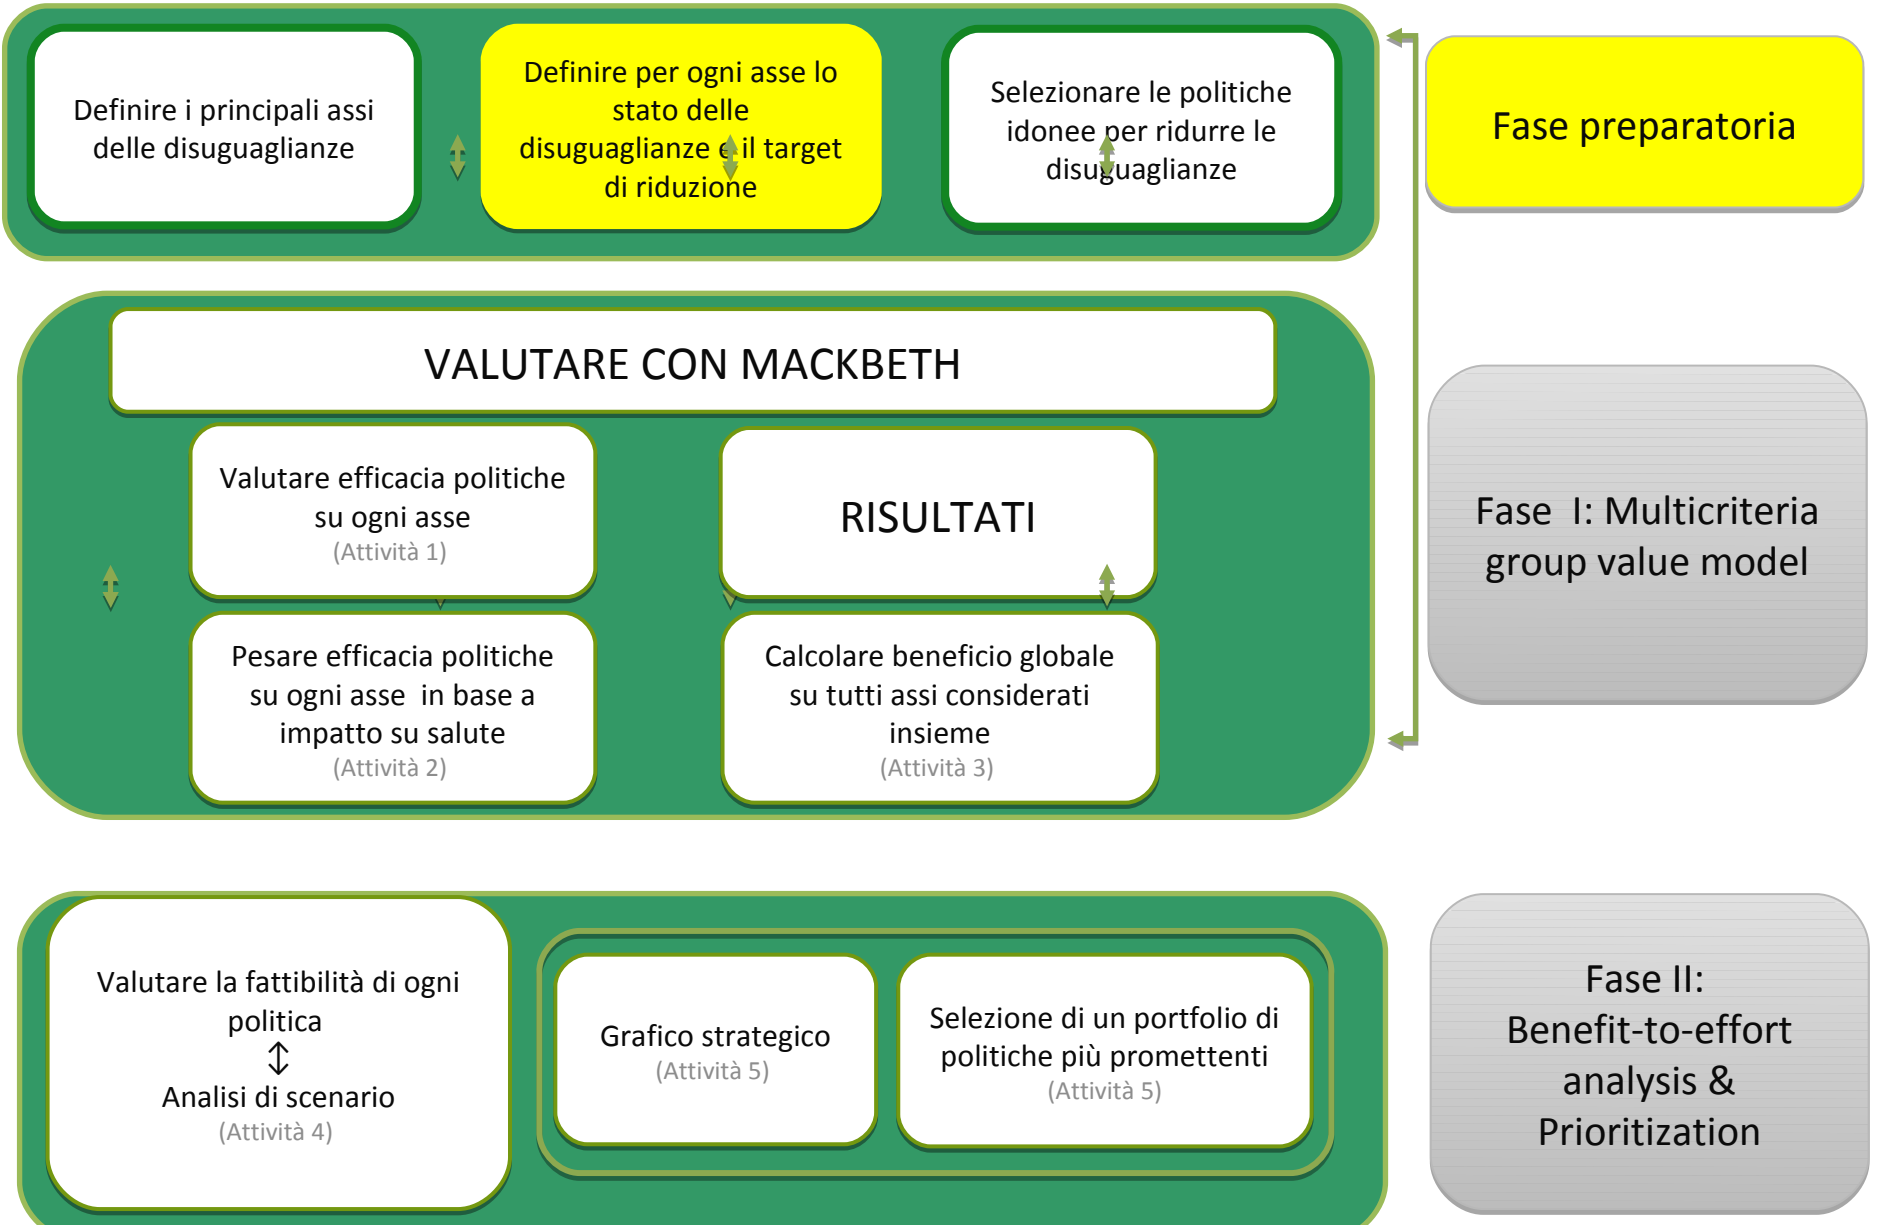 Definire i principali assi
delle disuguaglianze
Definire per ogni asse lo
stato delle
disuguaglianze e il target
di riduzione
Selezionare le politiche
idonee per ridurre le
disuguaglianze
Fase preparatoria
VALUTARE CON MACKBETH
Valutare efficacia politiche
su ogni asse
(Attività 1)
RISULTATI
Pesare efficacia politiche
su ogni asse in base a
impatto su salute
(Attività 2)
Calcolare beneficio globale
su tutti assi considerati
insieme
(Attività 3)
Fase I: Multicriteria
group value model
Valutare la fattibilità di ogni
politica
↕
Analisi di scenario
(Attività 4)
Grafico strategico
(Attività 5)
Selezione di un portfolio di
politiche più promettenti
(Attività 5)
Fase II:
Benefit-to-effort
analysis &
Prioritization